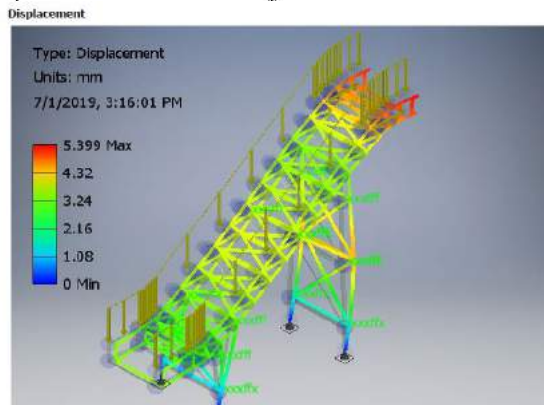 Displacement
Type: Displacement
Units: mm
7/1/2019, 3:16:01 PM
5.399 Max
4.32
3.24
2.16
1.08
0 Min